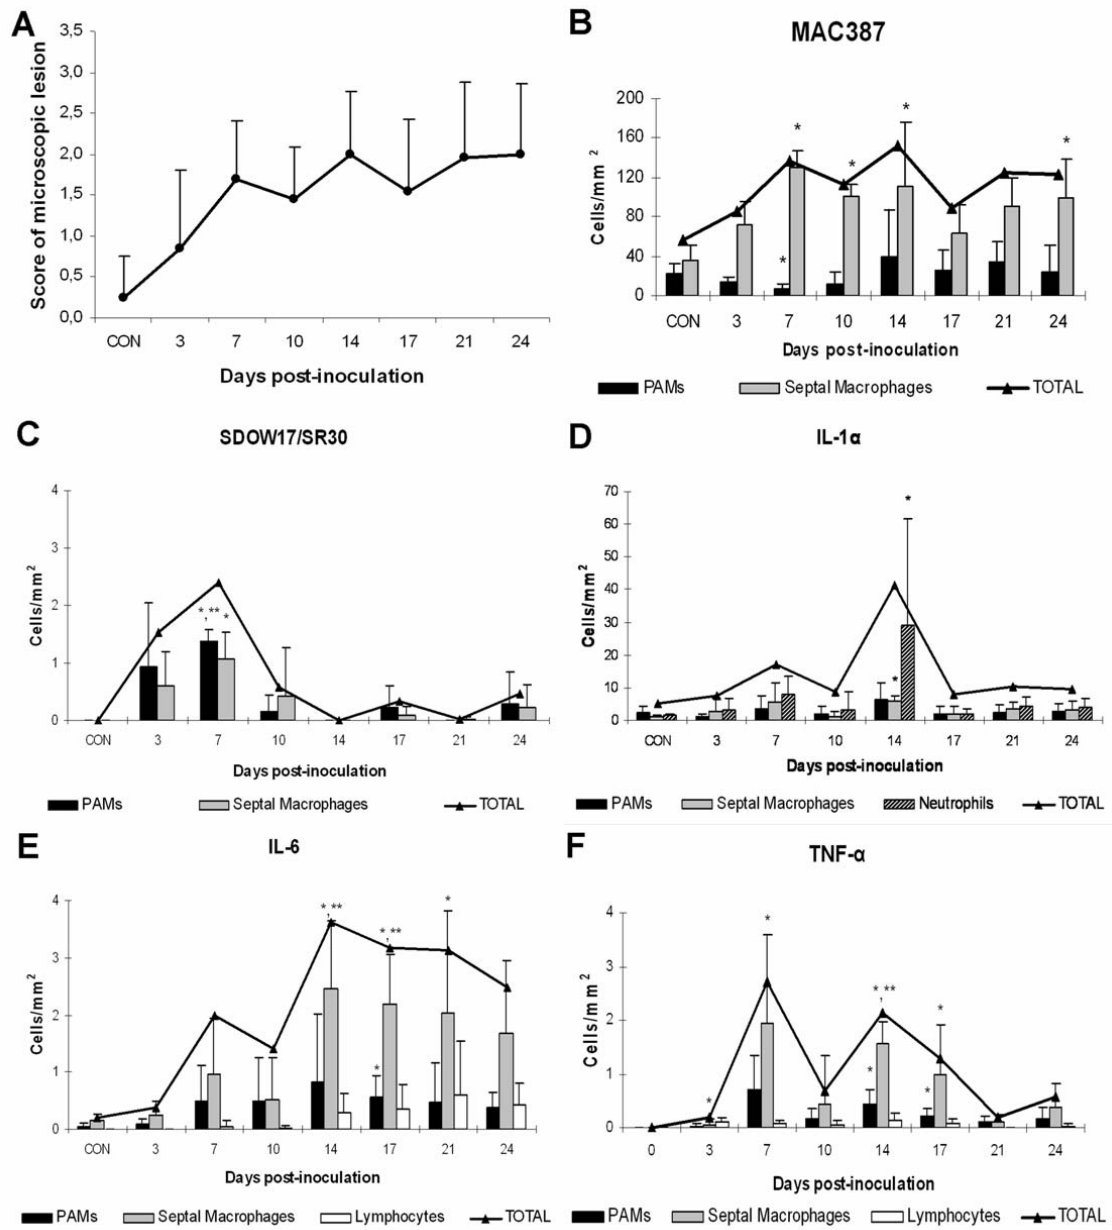 A
Score of microscopic lesion
3,5
3,0
2,5
2,0
1,5
1,0
0,5
0,0
CON 3 7 10 14 17 21 24
Days post-inoculation
B
MAC387
Cells/mm 2
200
160
120
80
40
0
* * * * *
CON 3 7 10 14 17 21 24
Days post-inoculation
PAMs Septal Macrophages TOTAL
C
SDOW17/SR30
Cells/mm2
4
3
2
1
0
*,** *
CON 3 7 10 14 17 21 24
Days post-inoculation
PAMs Septal Macrophages TOTAL
D
IL-1α
Cells/mm2
70
60
50
40
30
20
10
0
* *
CON 3 7 10 14 17 21 24
Days post-inoculation
PAMs Septal Macrophages Neutrophils TOTAL
E
IL-6
Cells/mm2
4
3
2
1
0
*,** *,** * *
CON 3 7 10 14 17 21 24
Days post-inoculation
PAMs Septal Macrophages Lymphocytes TOTAL
F
TNF-α
Cells/mm2
4
3
2
1
0
* * *,** * * *
0 3 7 10 14 17 21 24
Days post-inoculation
PAMs Septal Macrophages Lymphocytes TOTAL